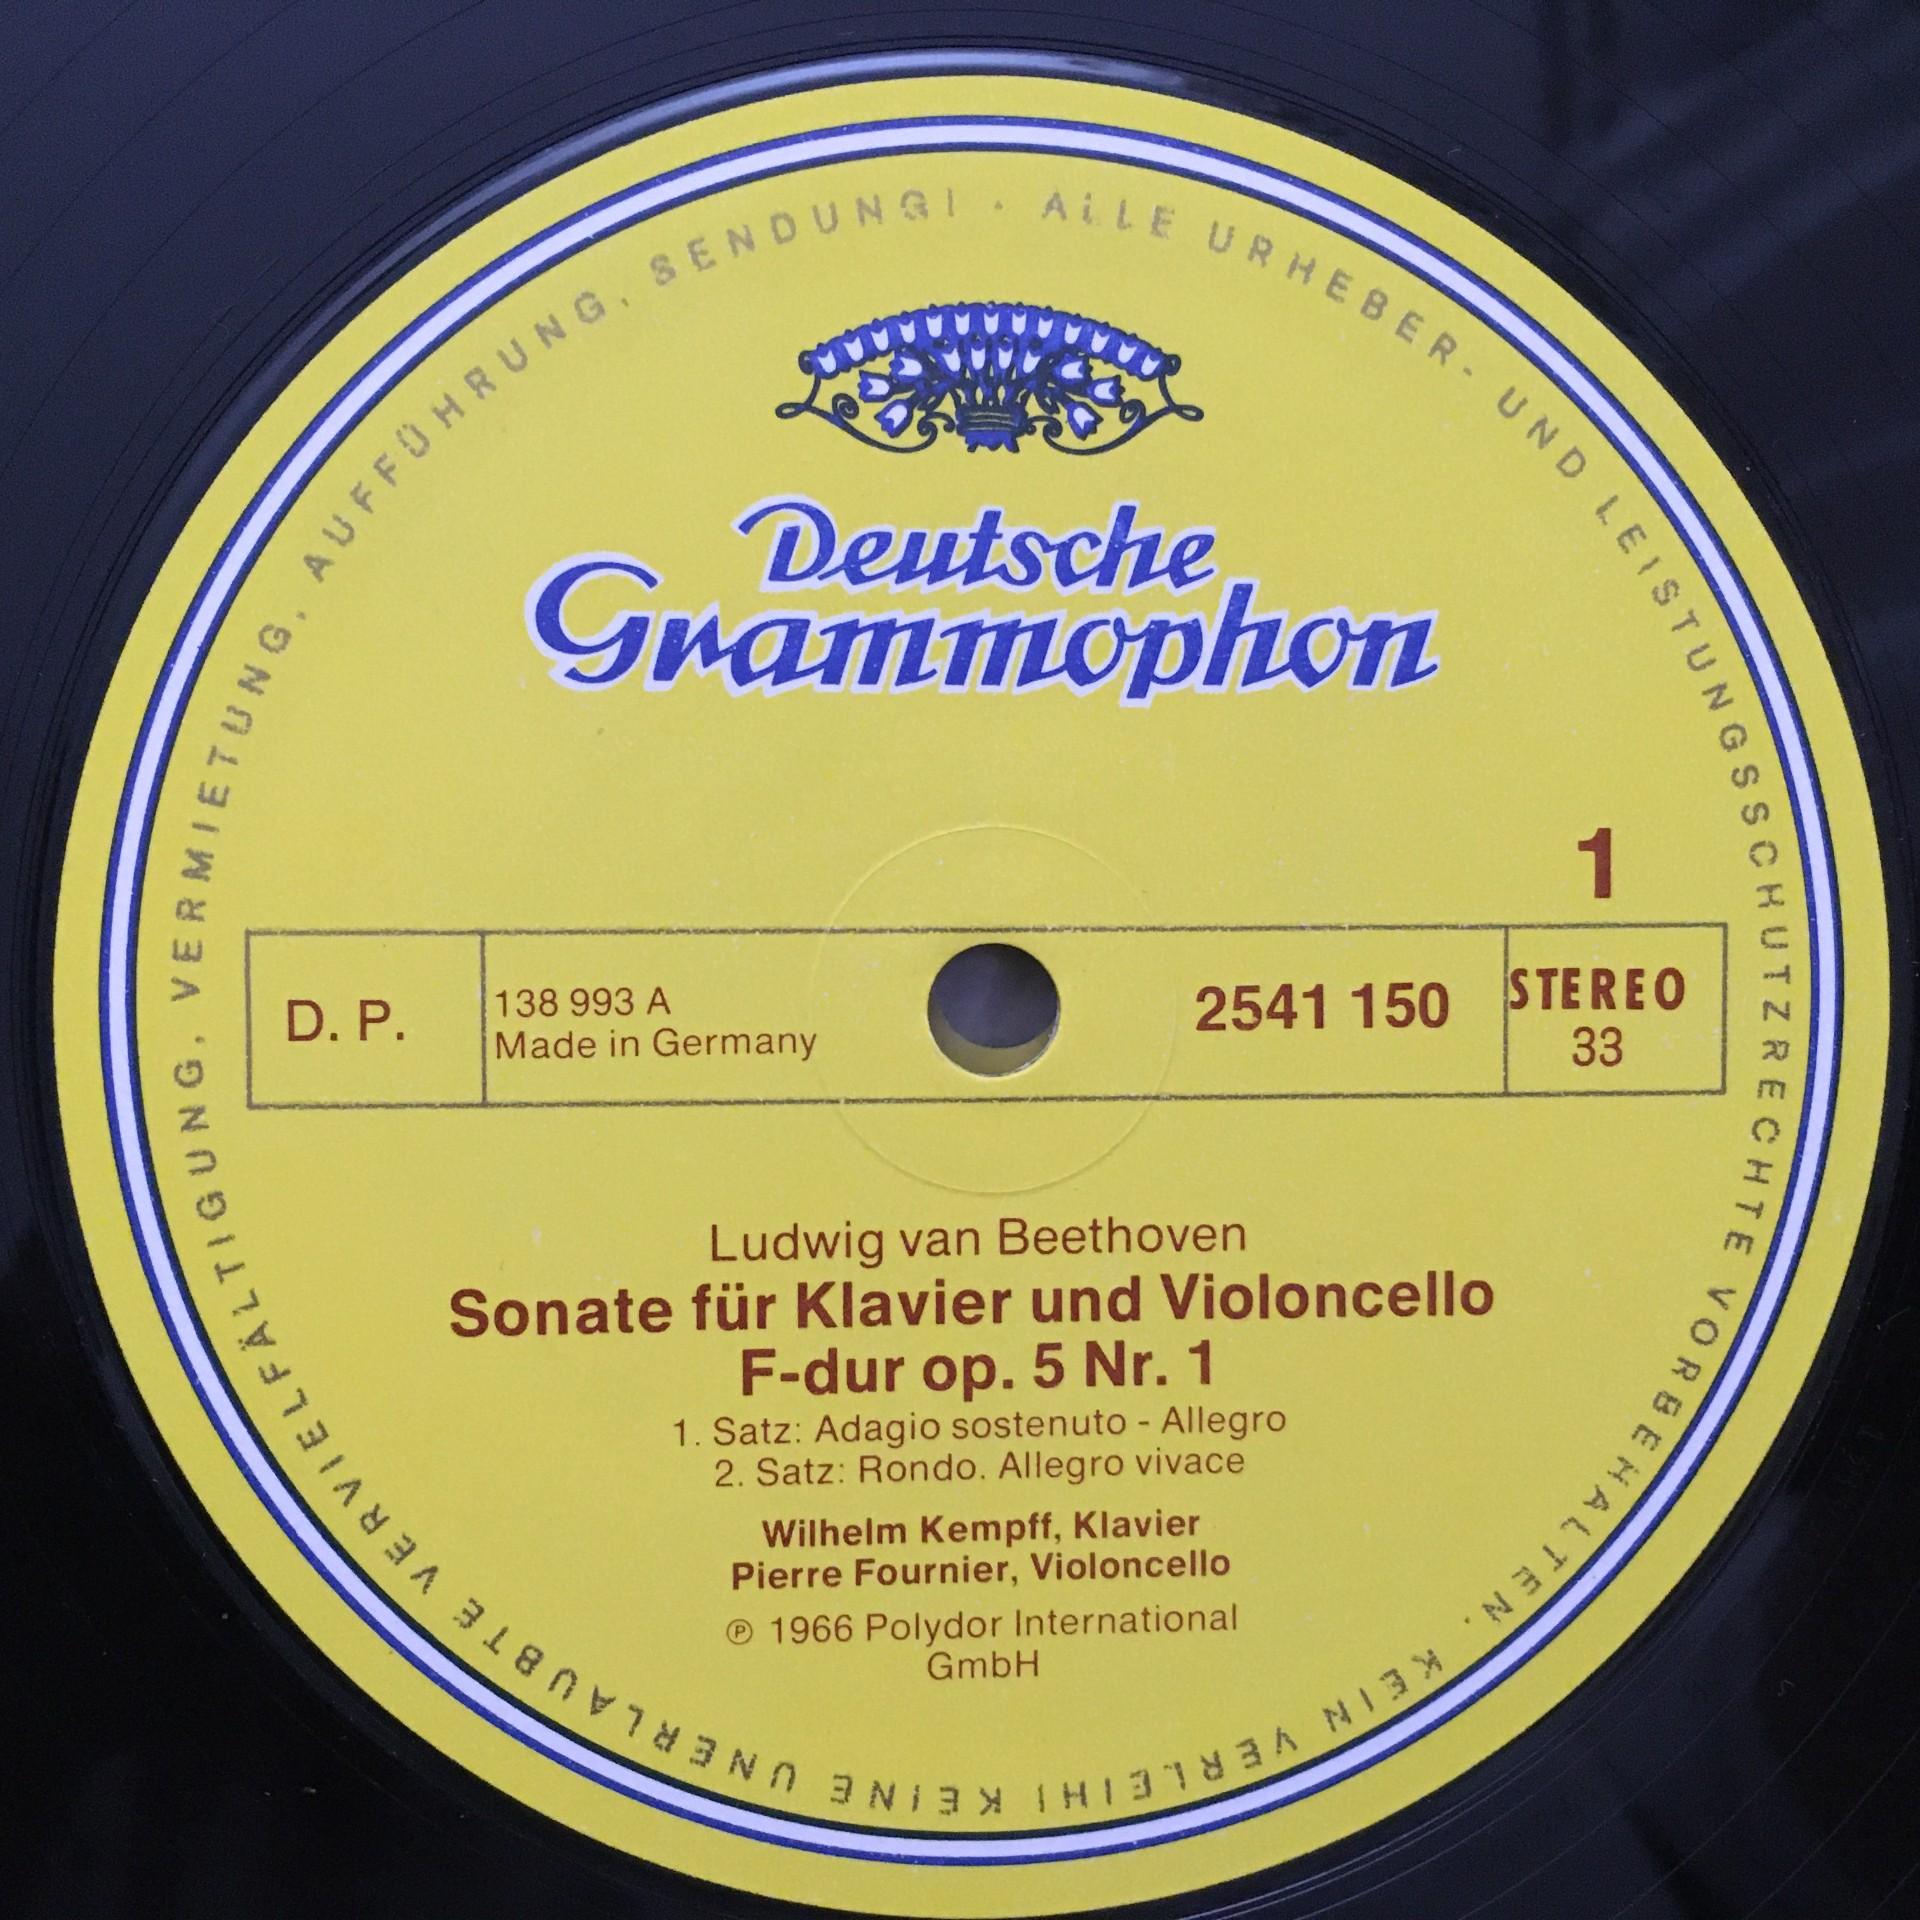 ALLE URHEBER- UND LEISTUNGSSCHUTZRECHTE VORBEHALTEN. KEIN VERLEIH! KEINE UNERLAUBTE VERVIELFÄLTIGUNG, VERMIETUNG, AUFFÜHRUNG, SENDUNG! ·
Deutsche
Grammophon
1
D. P.
138 993 A
Made in Germany
2541 150
STEREO
33
Ludwig van Beethoven
Sonate für Klavier und Violoncello
F-dur op. 5 Nr. 1
1. Satz: Adagio sostenuto - Allegro
2. Satz: Rondo. Allegro vivace
Wilhelm Kempff, Klavier
Pierre Fournier, Violoncello
℗ 1966 Polydor International
GmbH